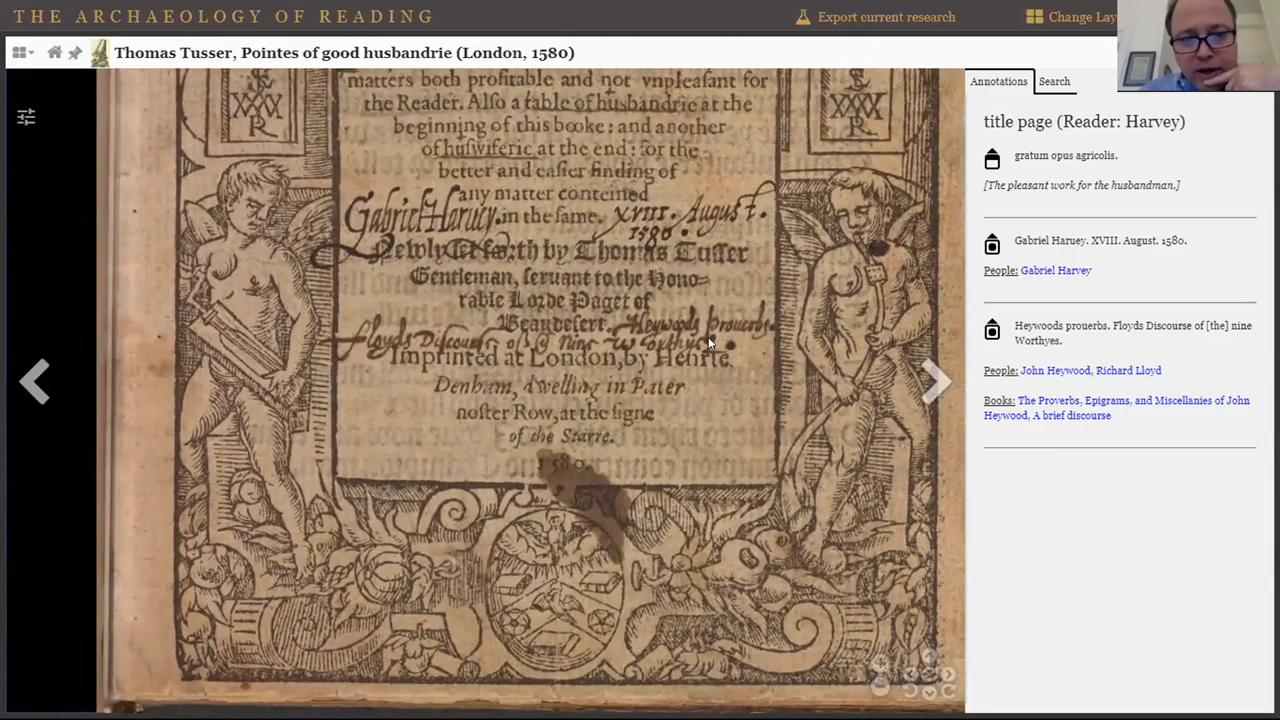 THE ARCHAEOLOGY OF READING
Export current research
Change Lay
Thomas Tusser, Pointes of good husbandrie (London, 1580)
XXXV
R
XXXV
R
matters both profitable and not vnpleasant for
the Reader. Also a table of husbandrie at the
beginning of this booke: and another
of huswiferie at the end: for the
better and easier finding of
any matter conteined
Gabriel Haruey. in the same. XVIII. August.
1580.
Newly set forth by Thomas Tusser
Gentleman, seruant to the Hono=
rable Lorde Paget of
Beaudesert. Heywoods prouerbs.
Floyds Discours of nine Worthyes.
Imprinted at London, by Henrie
Denham, dwelling in Pater
noster Row, at the signe
of the Starre.
1580.
Annotations
Search
title page (Reader: Harvey)
gratum opus agricolis.
[The pleasant work for the husbandman.]
Gabriel Haruey. XVIII. August. 1580.
People: Gabriel Harvey
Heywoods prouerbs. Floyds Discourse of [the] nine
Worthyes.
People: John Heywood, Richard Lloyd
Books: The Proverbs, Epigrams, and Miscellanies of John
Heywood, A brief discourse